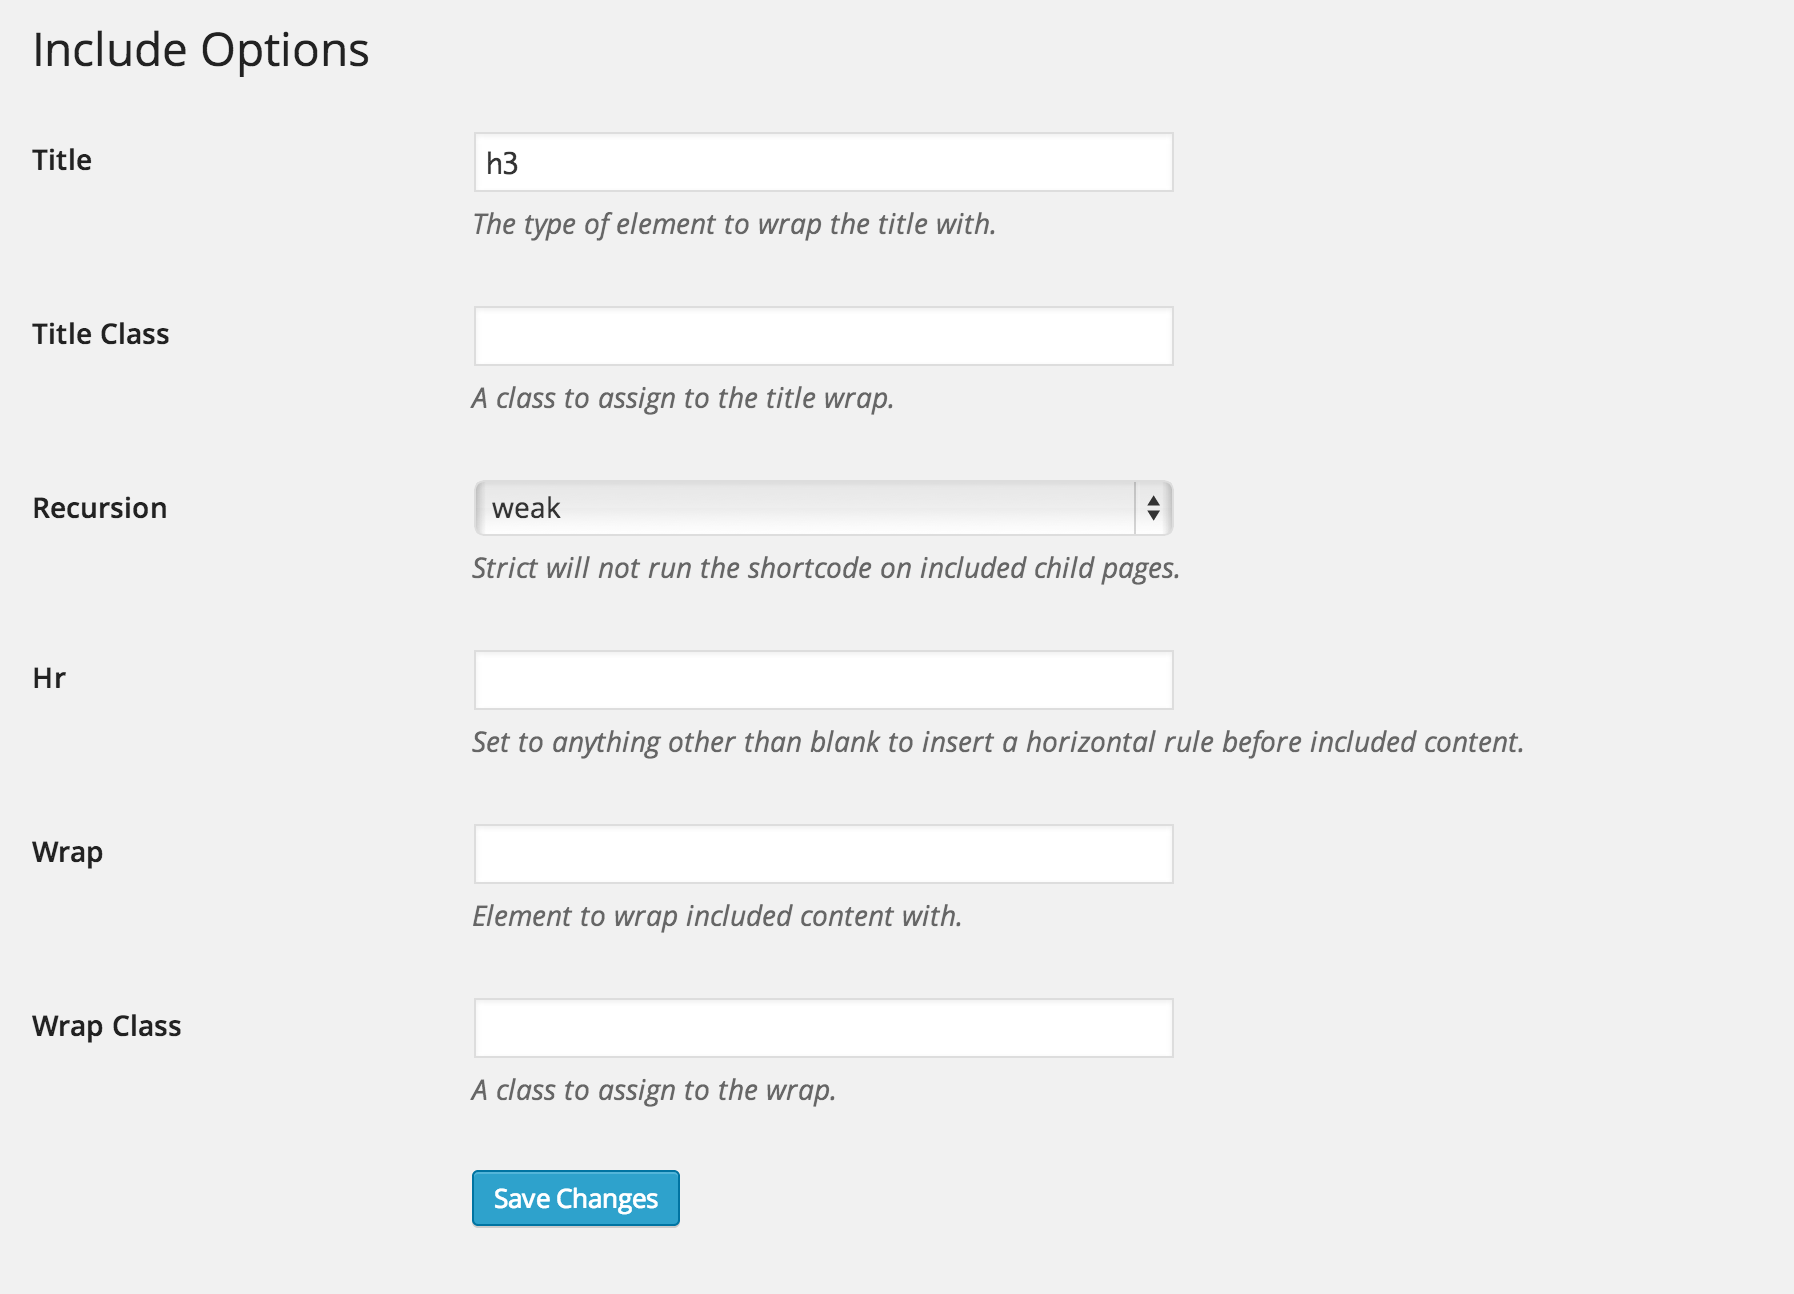 Include Options
Title
h3
The type of element to wrap the title with.
Title Class
A class to assign to the title wrap.
Recursion
weak
Strict will not run the shortcode on included child pages.
Hr
Set to anything other than blank to insert a horizontal rule before included content.
Wrap
Element to wrap included content with.
Wrap Class
A class to assign to the wrap.
Save Changes